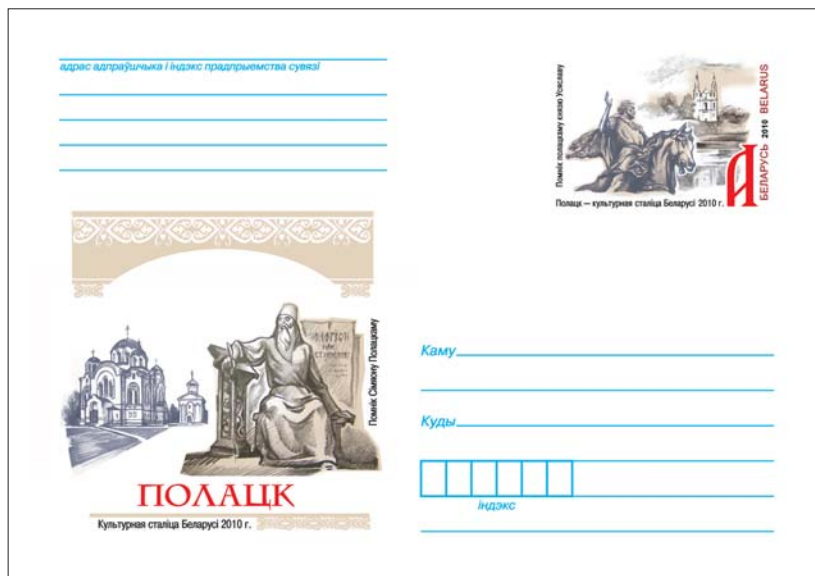 адрас адпраўшчыка і індэкс прадпрыемства сувязі
Помнік полацкаму князю Усяславу
БЕЛАРУСЬ 2010 BELARUS
А
Полацк — культурная сталіца Беларусі 2010 г.
Помнік Сімяону Полацкаму
ПОЛАЦК
Культурная сталіца Беларусі 2010 г.
Каму
Куды
індэкс